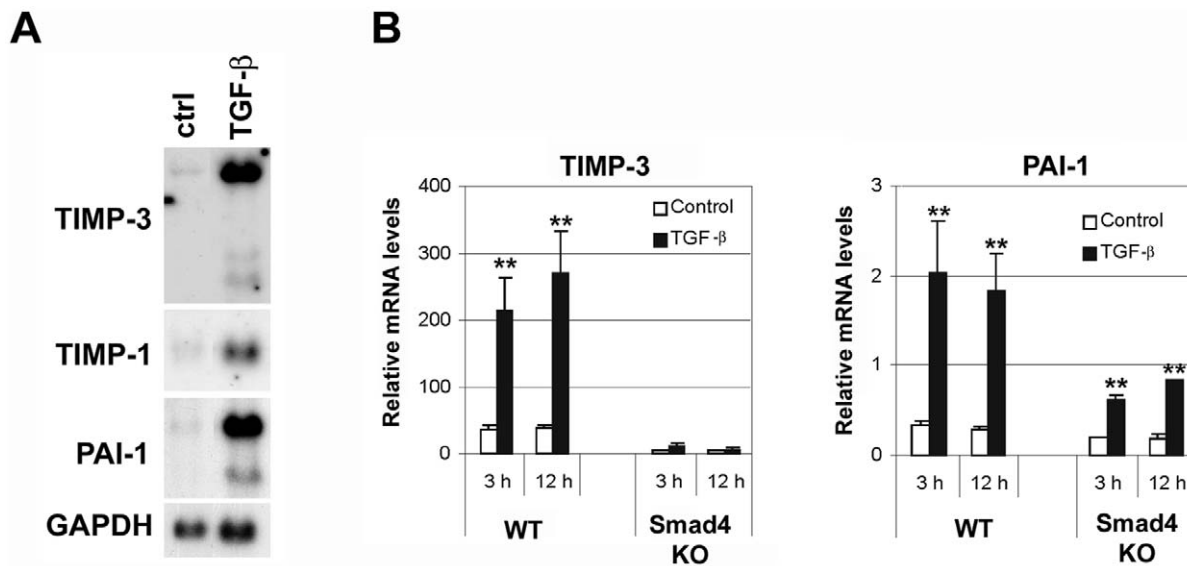 A
B
ctrl
TGF-β
TIMP-3
TIMP-1
PAI-1
GAPDH
TIMP-3
Relative mRNA levels
400
300
250
200
100
0
Control
TGF-β
**
**
3 h
12 h
3 h
12 h
WT
Smad4
KO
PAI-1
Relative mRNA levels
3
2
1
0
Control
TGF-β
**
**
**
**
3 h
12 h
3 h
12 h
WT
Smad4
KO